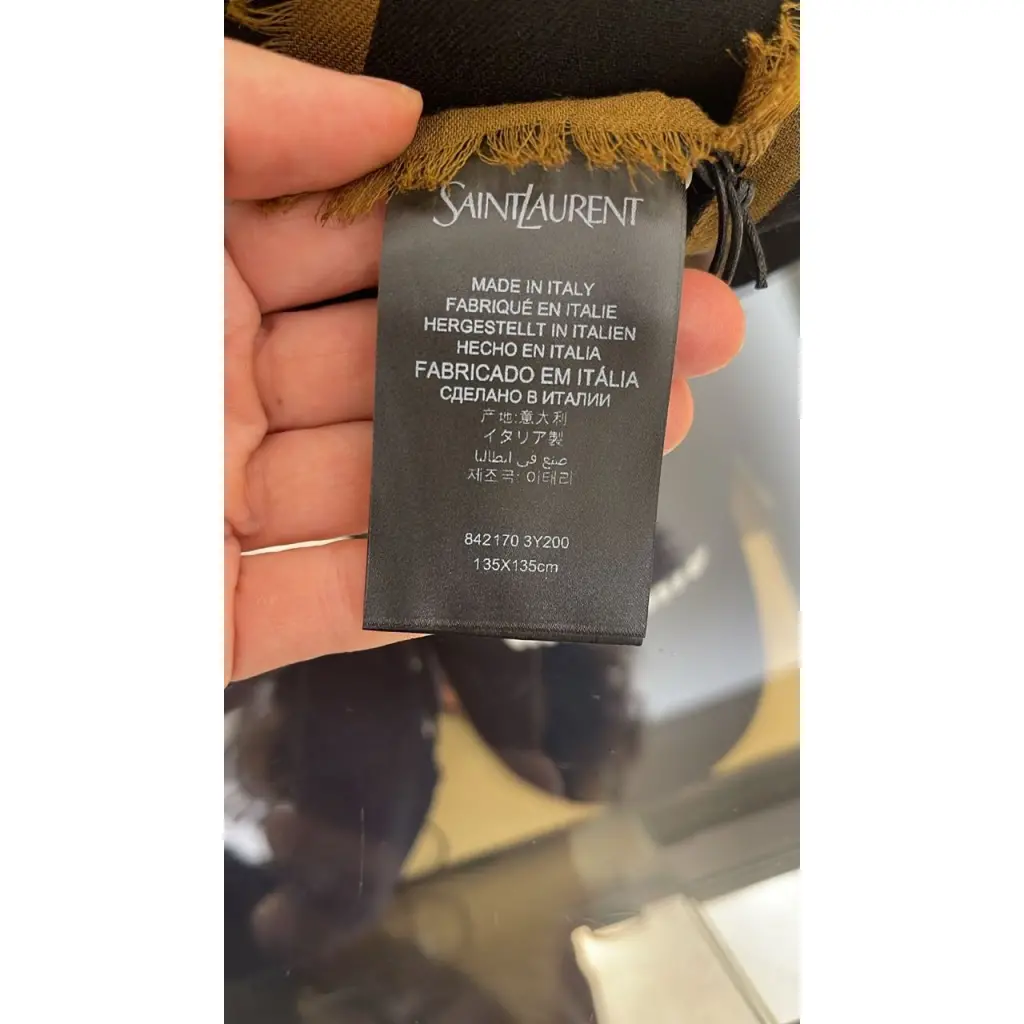 SAINT LAURENT
MADE IN ITALY
FABRIQUÉ EN ITALIE
HERGESTELLT IN ITALIEN
HECHO EN ITALIA
FABRICADO EM ITÁLIA
СДЕЛАНО В ИТАЛИИ
产地:意大利
イタリア製
صنع في ايطاليا
제조국: 이태리
842170 3Y200
135X135cm